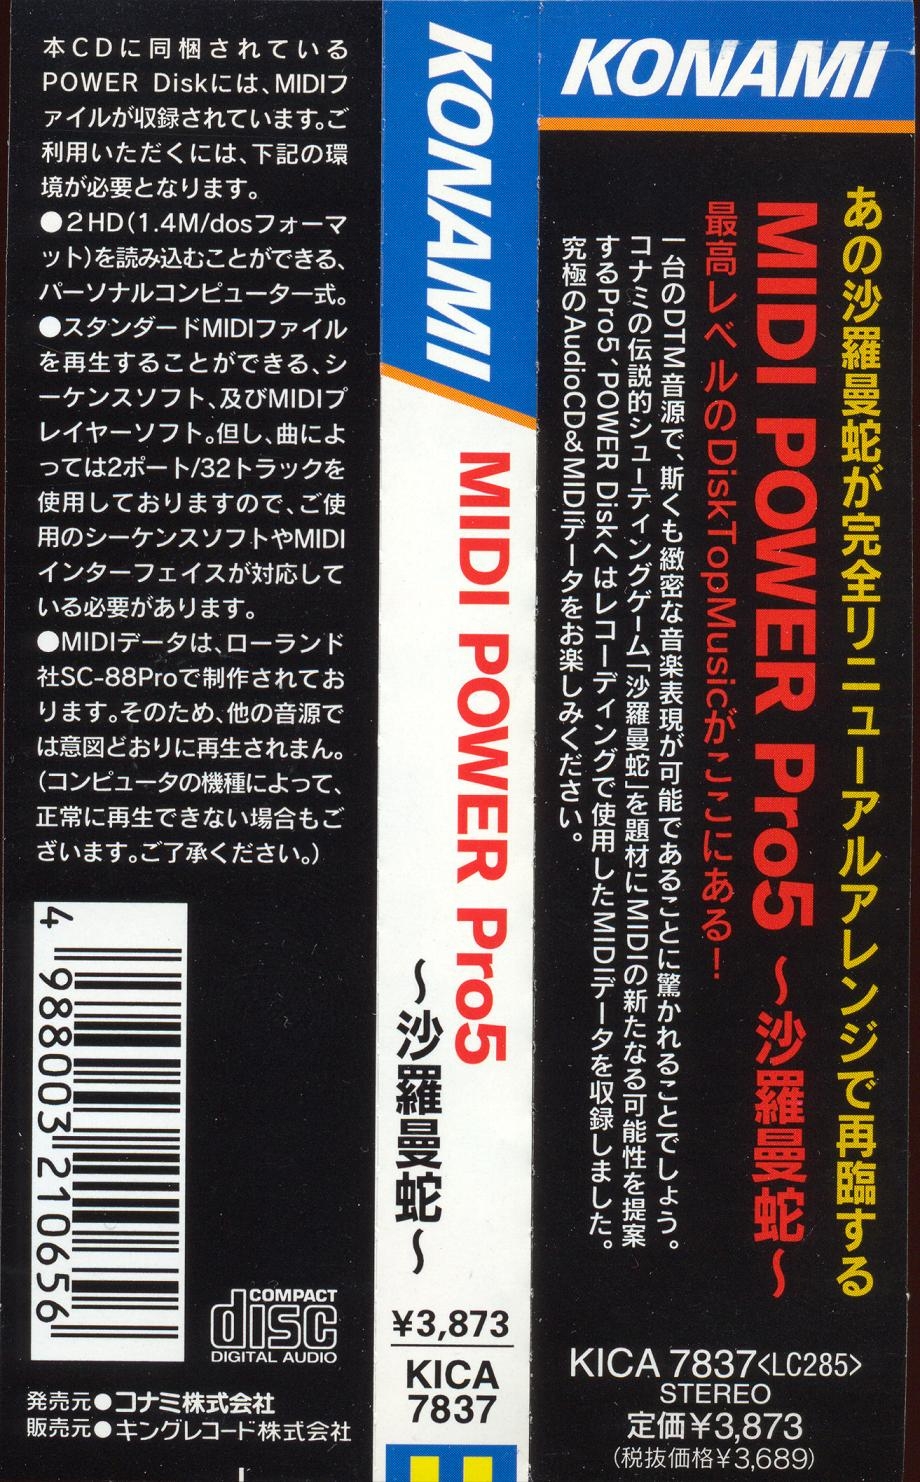 本CDに同梱されている
POWER Diskには、MIDIフ
ァイルが収録されています。ご
利用いただくには、下記の環
境が必要となります。
●2HD(1.4M/dosフォーマ
ット)を読み込むことができる、
パーソナルコンピューター式。
●スタンダードMIDIファイル
を再生することができる、シ
ーケンスソフト、及びMIDIプ
レイヤーソフト。但し、曲によ
っては2ポート/32トラックを
使用しておりますので、ご使
用のシーケンスソフトやMIDI
インターフェイスが対応して
いる必要があります。
●MIDIデータは、ローランド
社SC-88Proで制作されてお
ります。そのため、他の音源で
は意図どおりに再生されまん。
(コンピュータの機種によって、
正常に再生できない場合もご
ざいます。ご了承ください。)
4 988003 210656
COMPACT
disc
DIGITAL AUDIO
発売元●コナミ株式会社
販売元●キングレコード株式会社
KONAMI
MIDI POWER Pro5
～沙羅曼蛇～
¥3,873
KICA
7837
KONAMI
あの沙羅曼蛇が完全リニューアルアレンジで再臨する
MIDI POWER Pro5 ～沙羅曼蛇～
最高レベルのDiskTopMusicがここにある！
一台のDTM音源で、斯くも緻密な音楽表現が可能であることに驚かれることでしょう。
コナミの伝説的シューティングゲーム「沙羅曼蛇」を題材にMIDIの新たなる可能性を提案
するPro5。POWER Diskへはレコーディングで使用したMIDIデータを収録しました。
究極のAudioCD&MIDIデータをお楽しみください。
KICA 7837<LC285>
STEREO
定価¥3,873
(税抜価格¥3,689)